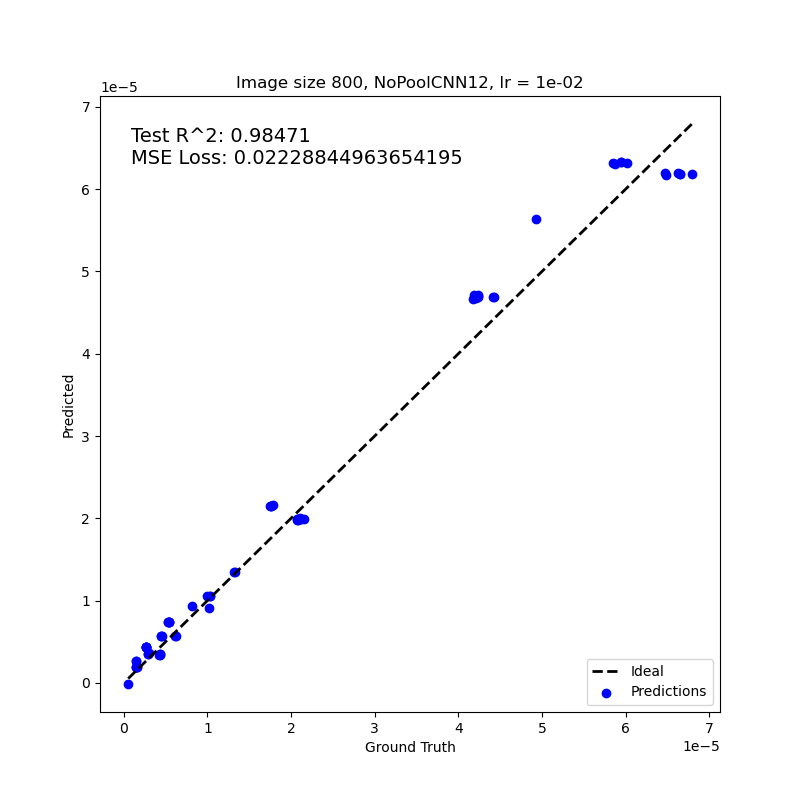 Image size 800, NoPoolCNN12, lr = 1e-02
1e−5
Test R^2: 0.98471
MSE Loss: 0.02228844963654195
7
6
5
4
3
2
1
0
Predicted
Ideal
Predictions
0 1 2 3 4 5 6 7
Ground Truth
1e−5